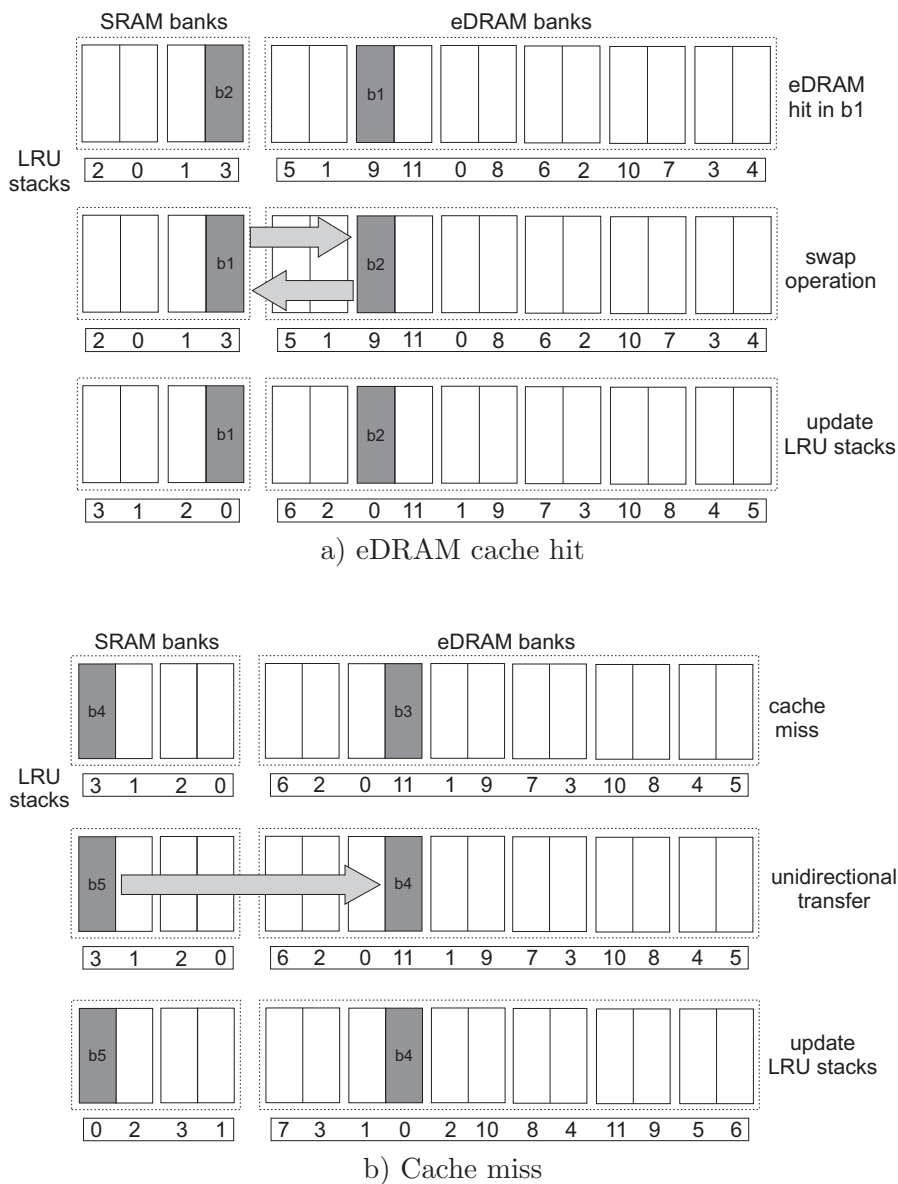 SRAM banks eDRAM banks
b2 b1
eDRAM
hit in b1
LRU
stacks
2 0 1 3 5 1 9 11 0 8 6 2 10 7 3 4
b1 b2
swap
operation
2 0 1 3 5 1 9 11 0 8 6 2 10 7 3 4
b1 b2
update
LRU stacks
3 1 2 0 6 2 0 11 1 9 7 3 10 8 4 5
a) eDRAM cache hit
SRAM banks eDRAM banks
b4 b3
cache
miss
LRU
stacks
3 1 2 0 6 2 0 11 1 9 7 3 10 8 4 5
b5 b4
unidirectional
transfer
3 1 2 0 6 2 0 11 1 9 7 3 10 8 4 5
b5 b4
update
LRU stacks
0 2 3 1 7 3 1 0 2 10 8 4 11 9 5 6
b) Cache miss